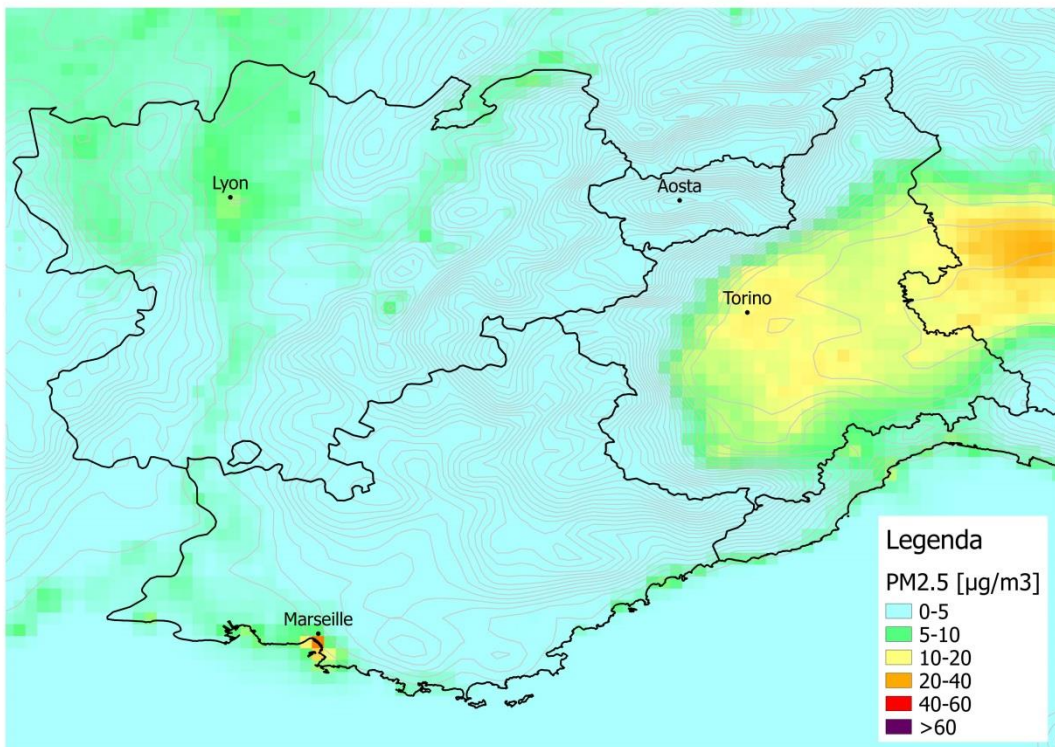 Lyon
Aosta
Torino
Marseille
Legenda
PM2.5 [µg/m3]
0-5
5-10
10-20
20-40
40-60
>60